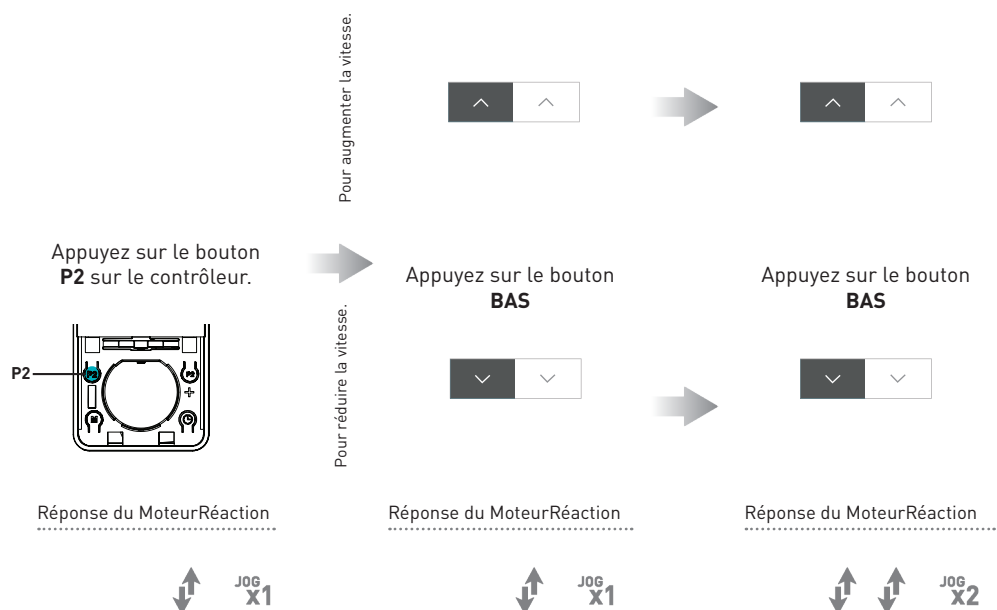 Pour augmenter la vitesse.
Appuyez sur le bouton
P2 sur le contrôleur.
P2
P2
P2
M
Pour réduire la vitesse.
Appuyez sur le bouton
BAS
Appuyez sur le bouton
BAS
Réponse du MoteurRéaction
Réponse du MoteurRéaction
Réponse du MoteurRéaction
JOG
x1
JOG
x1
JOG
x2